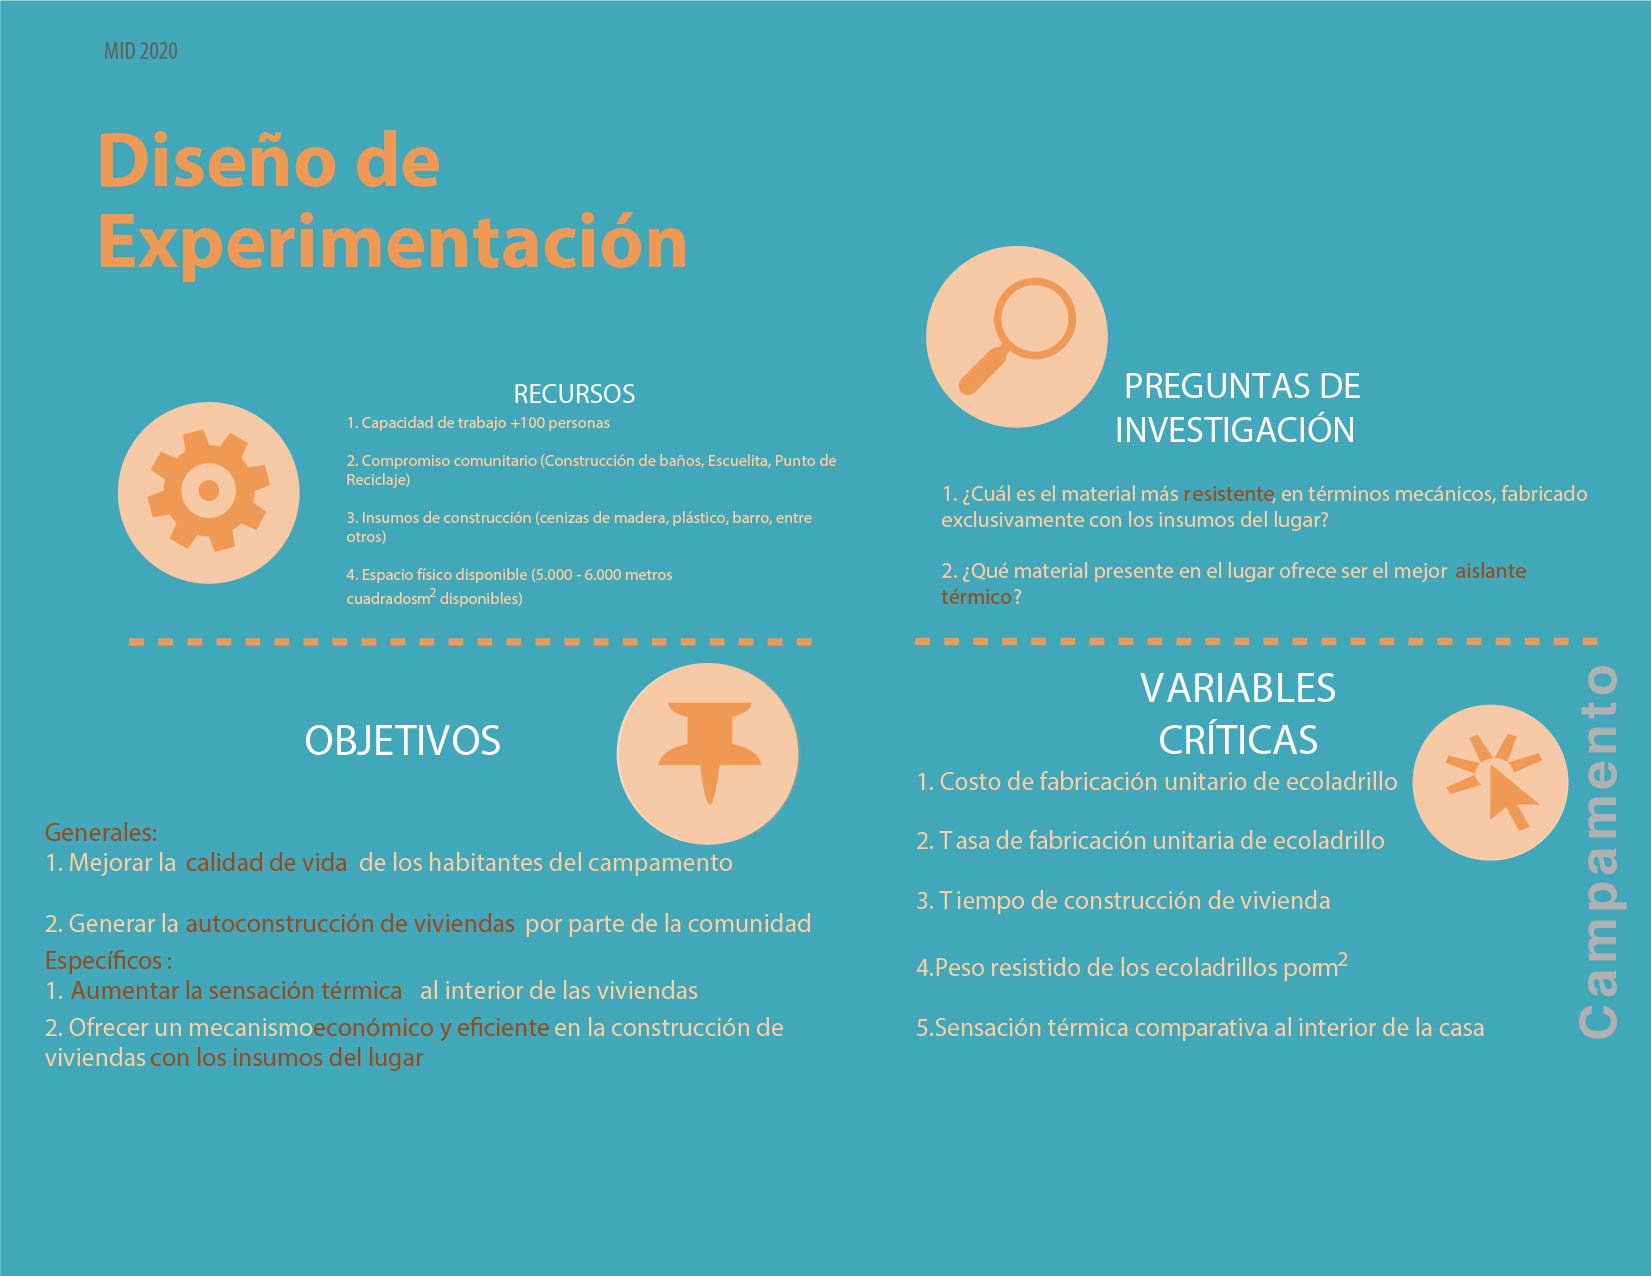 MID 2020
Diseño de
Experimentación
RECURSOS
1. Capacidad de trabajo +100 personas
2. Compromiso comunitario (Construcción de baños, Escuelita, Punto de
Reciclaje)
3. Insumos de construcción (cenizas de madera, plástico, barro, entre
otros)
4. Espacio físico disponible (5.000 - 6.000 metros
cuadradosm² disponibles)
PREGUNTAS DE
INVESTIGACIÓN
1. ¿Cuál es el material más resistente, en términos mecánicos, fabricado
exclusivamente con los insumos del lugar?
2. ¿Qué material presente en el lugar ofrece ser el mejor aislante
térmico?
OBJETIVOS
Generales:
1. Mejorar la calidad de vida de los habitantes del campamento
2. Generar la autoconstrucción de viviendas por parte de la comunidad
Específicos :
1. Aumentar la sensación térmica al interior de las viviendas
2. Ofrecer un mecanismo económico y eficiente en la construcción de
viviendas con los insumos del lugar
VARIABLES
CRÍTICAS
1. Costo de fabricación unitario de ecoladrillo
2. Tasa de fabricación unitaria de ecoladrillo
3. Tiempo de construcción de vivienda
4.Peso resistido de los ecoladrillos porm²
5.Sensación térmica comparativa al interior de la casa
Campamento